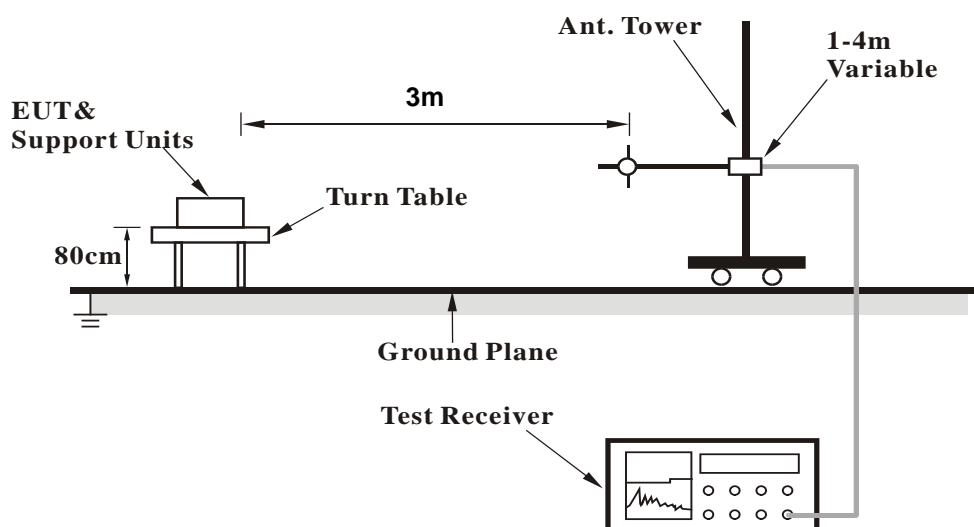 Ant. Tower
1-4m
Variable
3m
EUT&
Support Units
Turn Table
80cm
Ground Plane
Test Receiver